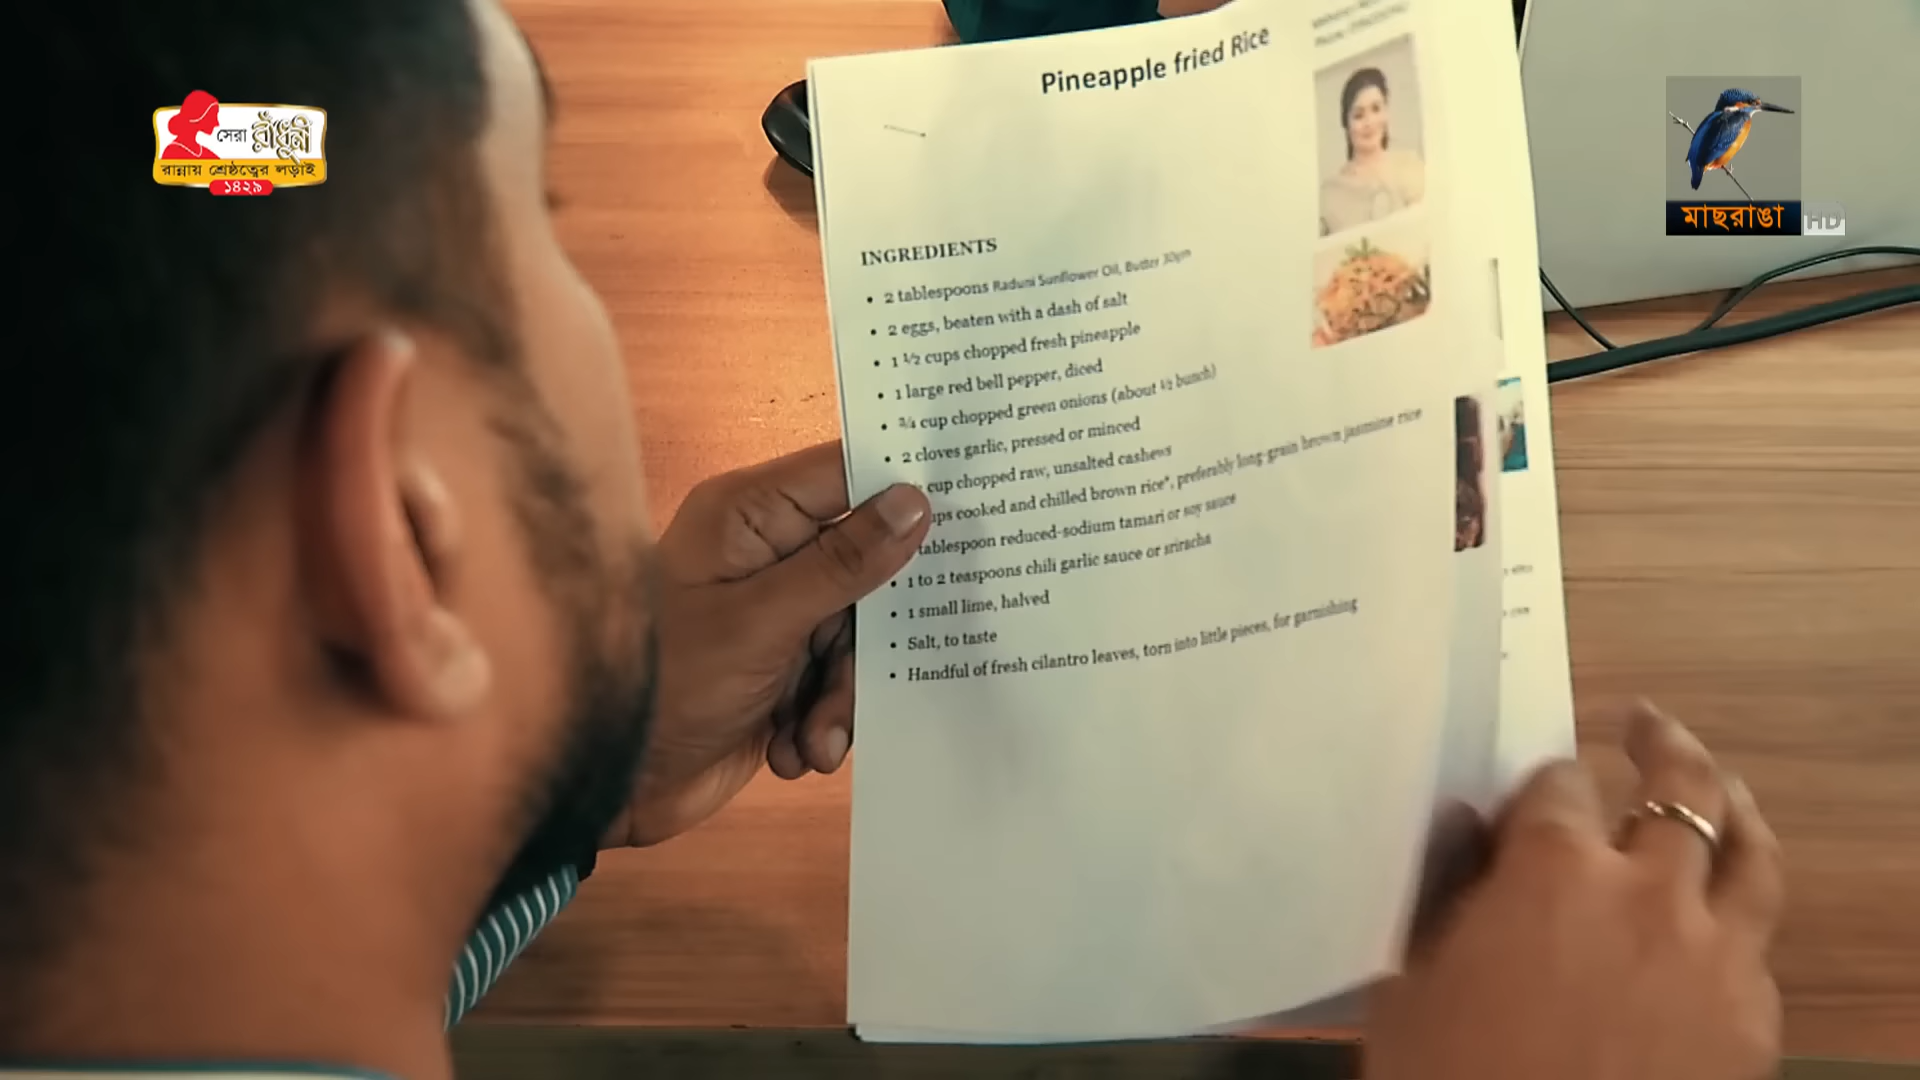 সেরা রাঁধুনী
রান্নায় শ্রেষ্ঠত্বের লড়াই
১৪২৯
মাছরাঙা HD
Pineapple fried Rice
INGREDIENTS
• 2 tablespoons Raduni Sunflower Oil, Butter 30gm
• 2 eggs, beaten with a dash of salt
• 1 ½ cups chopped fresh pineapple
• 1 large red bell pepper, diced
• ¾ cup chopped green onions (about ½ bunch)
• 2 cloves garlic, pressed or minced
cup chopped raw, unsalted cashews
cooked and chilled brown rice*, preferably long-grain brown jasmine rice
tablespoon reduced-sodium tamari or soy sauce
• 1 to 2 teaspoons chili garlic sauce or sriracha
• 1 small lime, halved
• Salt, to taste
• Handful of fresh cilantro leaves, torn into little pieces, for garnishing